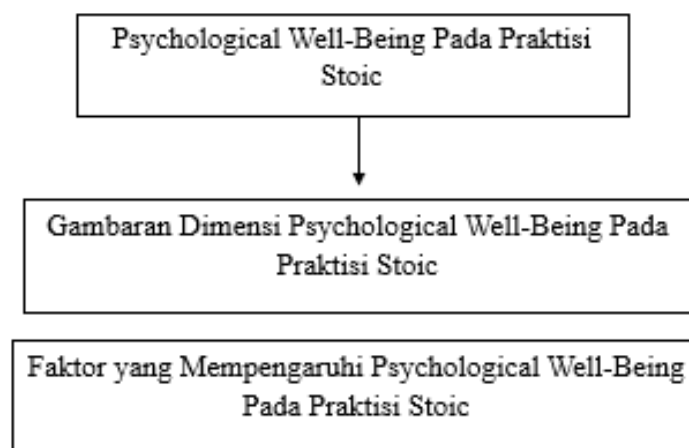 Psychological Well-Being Pada Praktisi
Stoic
Gambaran Dimensi Psychological Well-Being Pada
Praktisi Stoic
Faktor yang Mempengaruhi Psychological Well-Being
Pada Praktisi Stoic